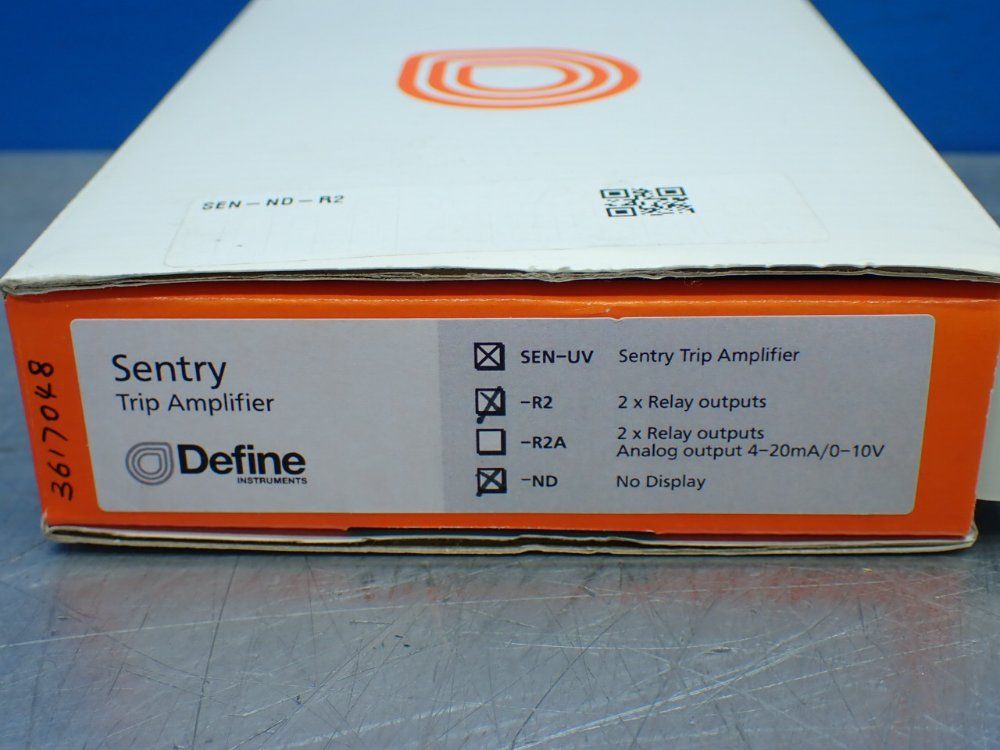 SEN-ND-R2
3617048
Sentry
Trip Amplifier
Define
INSTRUMENTS
SEN-UV Sentry Trip Amplifier
-R2 2 x Relay outputs
-R2A 2 x Relay outputs
Analog output 4-20mA/0-10V
-ND No Display